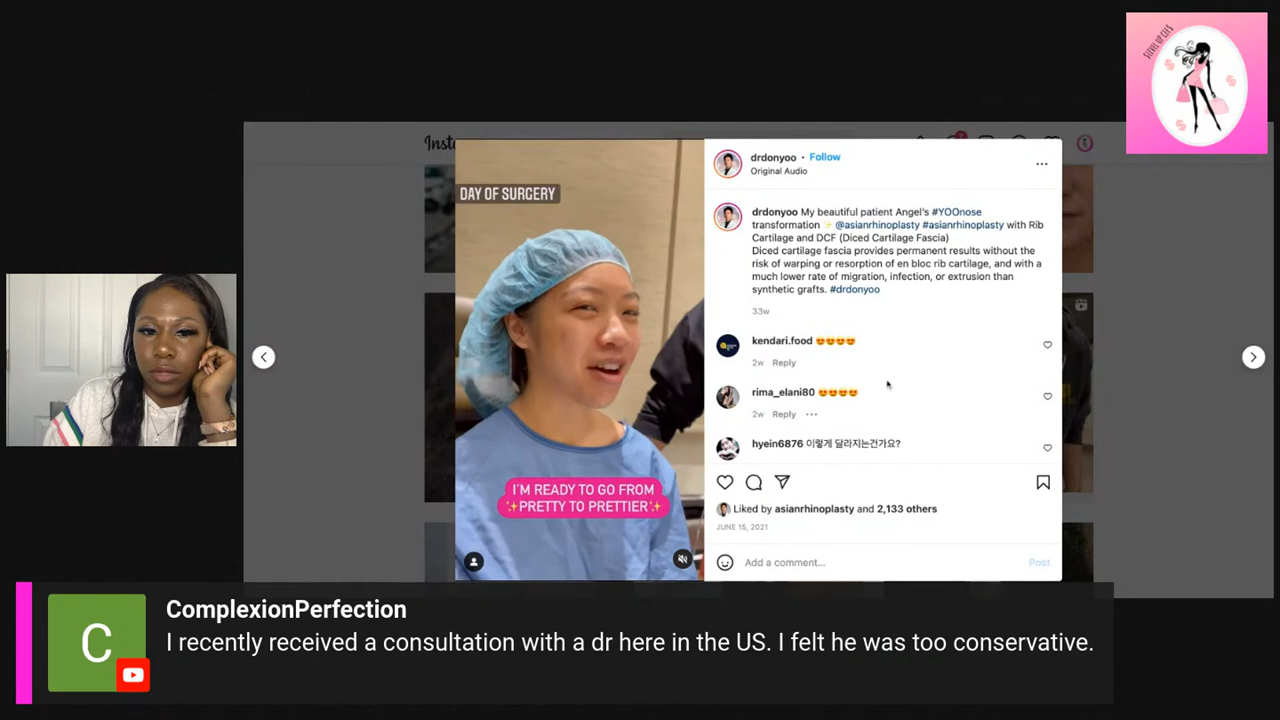 SLEVEL UP CEE'S
Insta
DAY OF SURGERY
I'M READY TO GO FROM
✨PRETTY TO PRETTIER✨
drdonyoo • Follow
Original Audio
drdonyoo My beautiful patient Angel's #YOOnose
transformation ✨ @asianrhinoplasty #asianrhinoplasty with Rib
Cartilage and DCF (Diced Cartilage Fascia)
Diced cartilage fascia provides permanent results without the
risk of warping or resorption of en bloc rib cartilage, and with a
much lower rate of migration, infection, or extrusion than
synthetic grafts. #drdonyoo
33w
kendari.food 😍😍😍😍
2w Reply
rima_elani80 😍😍😍😍
2w Reply ...
hyein6876 이렇게 달라지는건가요?
Liked by asianrhinoplasty and 2,133 others
JUNE 15, 2021
Add a comment...
Post
C
ComplexionPerfection
I recently received a consultation with a dr here in the US. I felt he was too conservative.